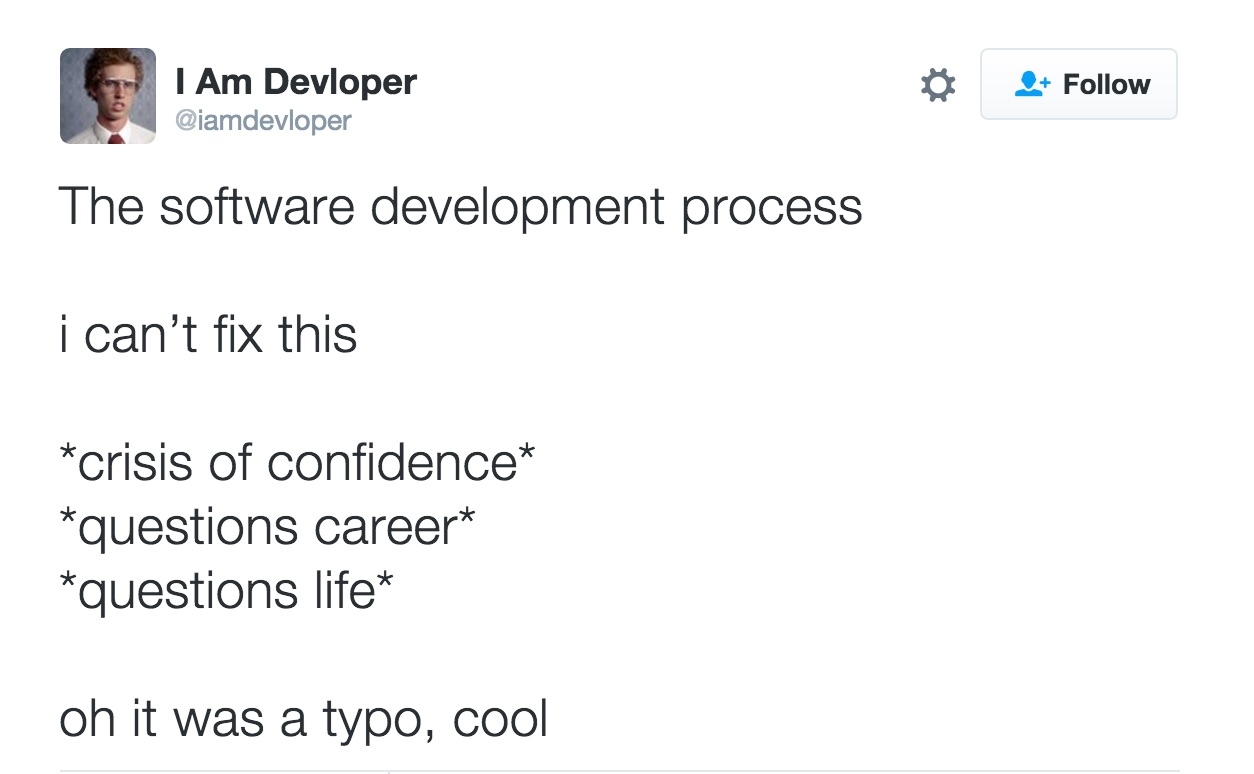 I Am Devloper
@iamdevloper
Follow
The software development process
i can’t fix this
*crisis of confidence*
*questions career*
*questions life*
oh it was a typo, cool